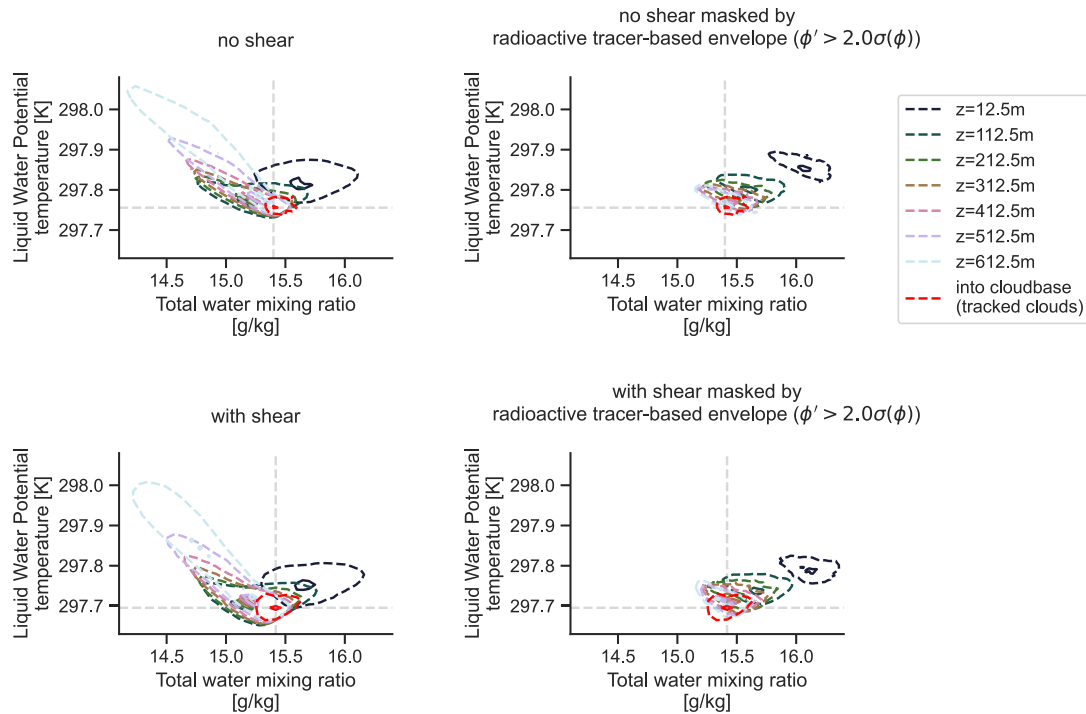 no shear
298.0
297.9
297.8
297.7
14.5 15.0 15.5 16.0
Liquid Water Potential
temperature [K]
Total water mixing ratio
[g/kg]
no shear masked by
radioactive tracer-based envelope (ϕ′ > 2.0σ(ϕ))
298.0
297.9
297.8
297.7
14.5 15.0 15.5 16.0
Liquid Water Potential
temperature [K]
Total water mixing ratio
[g/kg]
z=12.5m
z=112.5m
z=212.5m
z=312.5m
z=412.5m
z=512.5m
z=612.5m
into cloudbase
(tracked clouds)
with shear
298.0
297.9
297.8
297.7
14.5 15.0 15.5 16.0
Liquid Water Potential
temperature [K]
Total water mixing ratio
[g/kg]
with shear masked by
radioactive tracer-based envelope (ϕ′ > 2.0σ(ϕ))
298.0
297.9
297.8
297.7
14.5 15.0 15.5 16.0
Liquid Water Potential
temperature [K]
Total water mixing ratio
[g/kg]